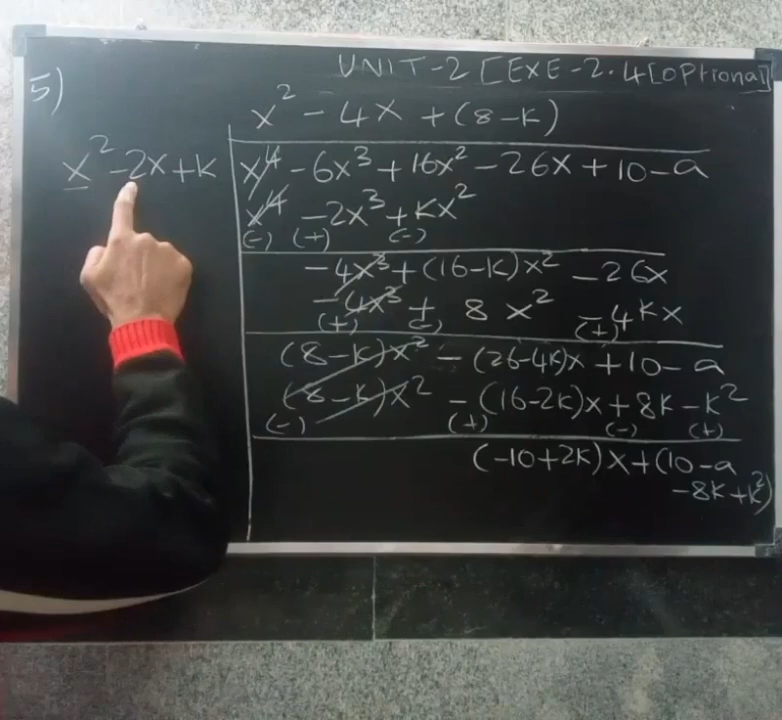 UNIT-2 [EXE-2.4[OPtional]
5)
x² - 4x + (8-k)
x² - 2x + k
x⁴ - 6x³ + 16x² - 26x + 10 - a
x⁴ - 2x³ + kx²
(-) (+) (-)
- 4x³ + (16-k)x² - 26x
- 4x³ + 8x² - 4kx
(+) (-) (+)
(8-k)x² - (26-4k)x + 10 - a
(8-k)x² - (16-2k)x + 8k - k²
(-) (+) (-) (+)
(-10+2k)x + (10-a
-8k+k²)